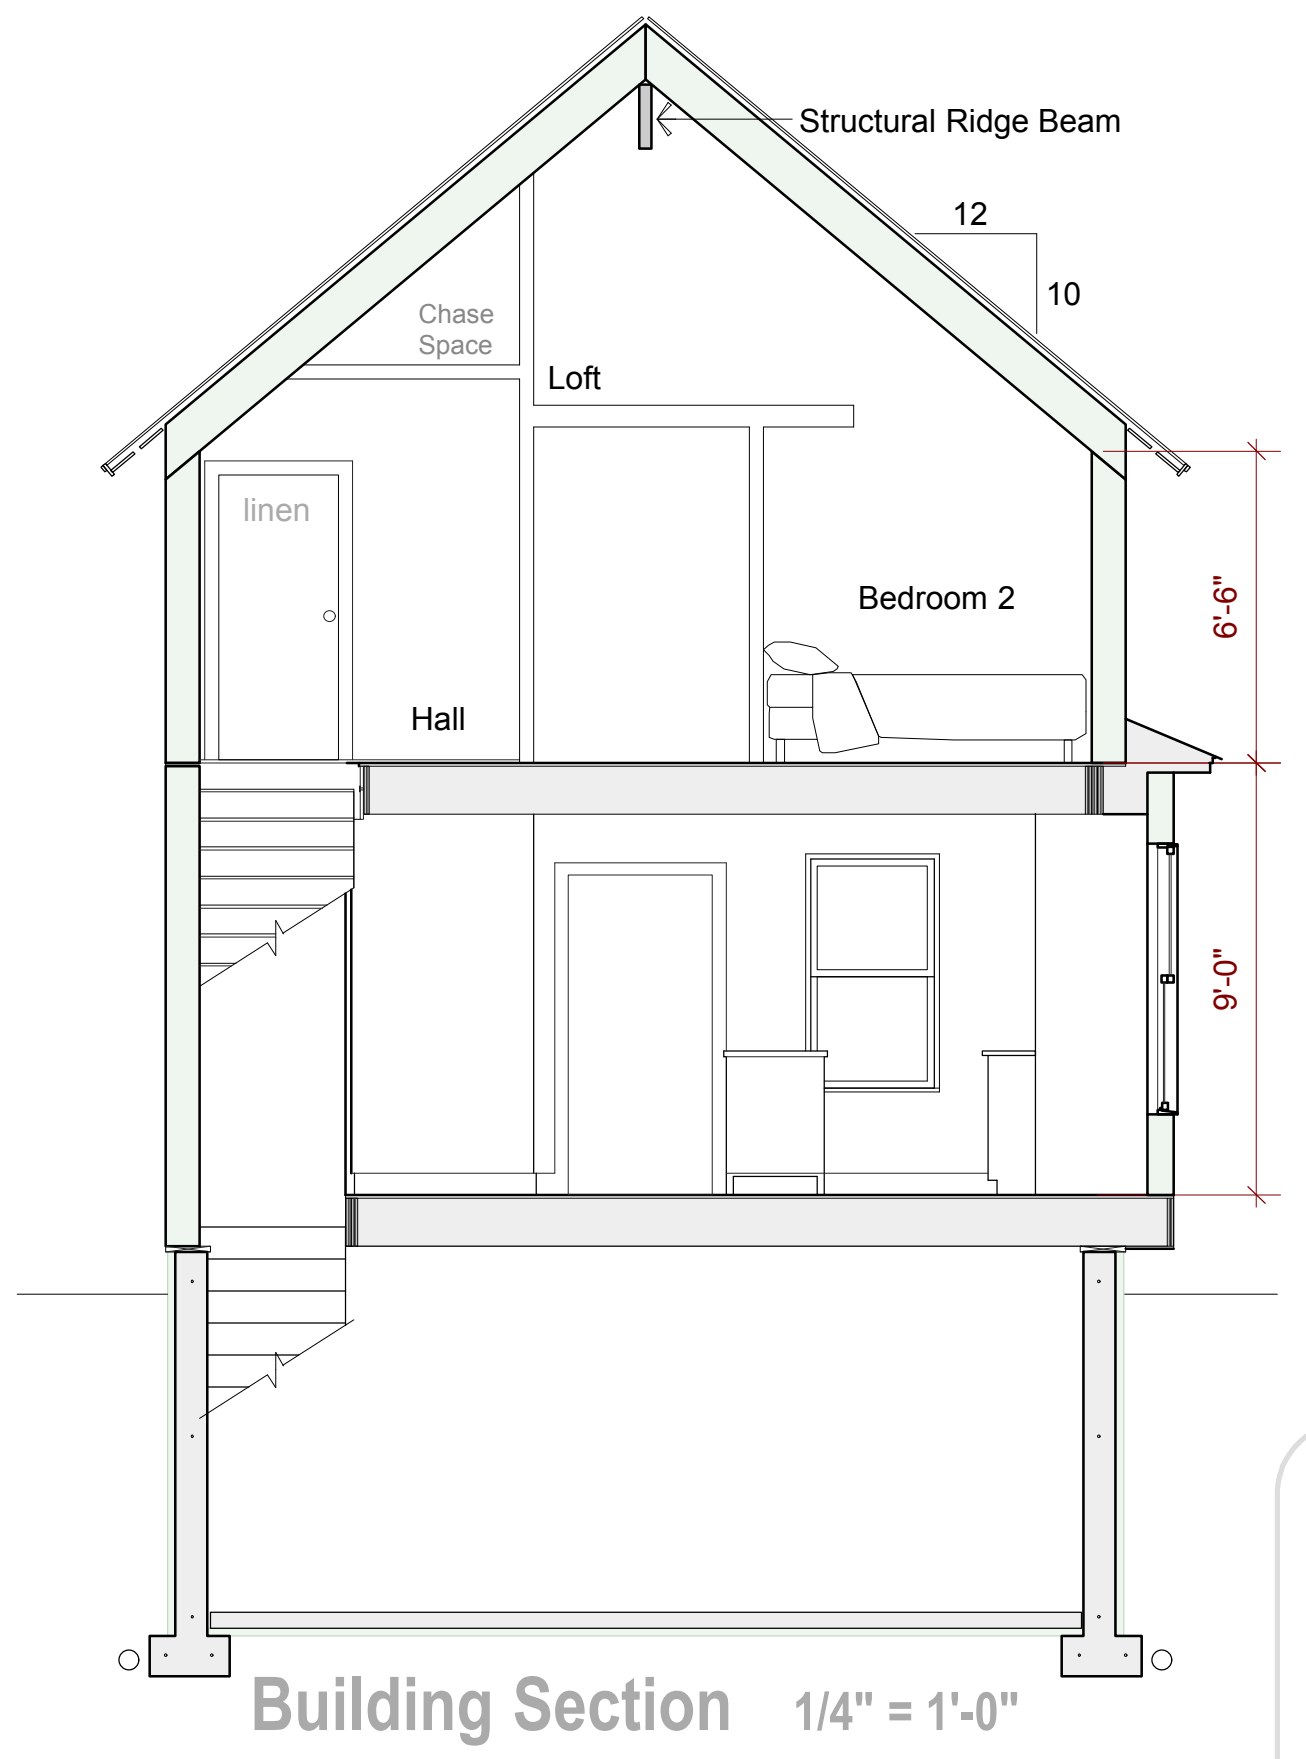 Structural Ridge Beam
12
10
Chase
Space
Loft
linen
6'-6"
Bedroom 2
Hall
9'-0"
Building Section 1/4" = 1'-0"